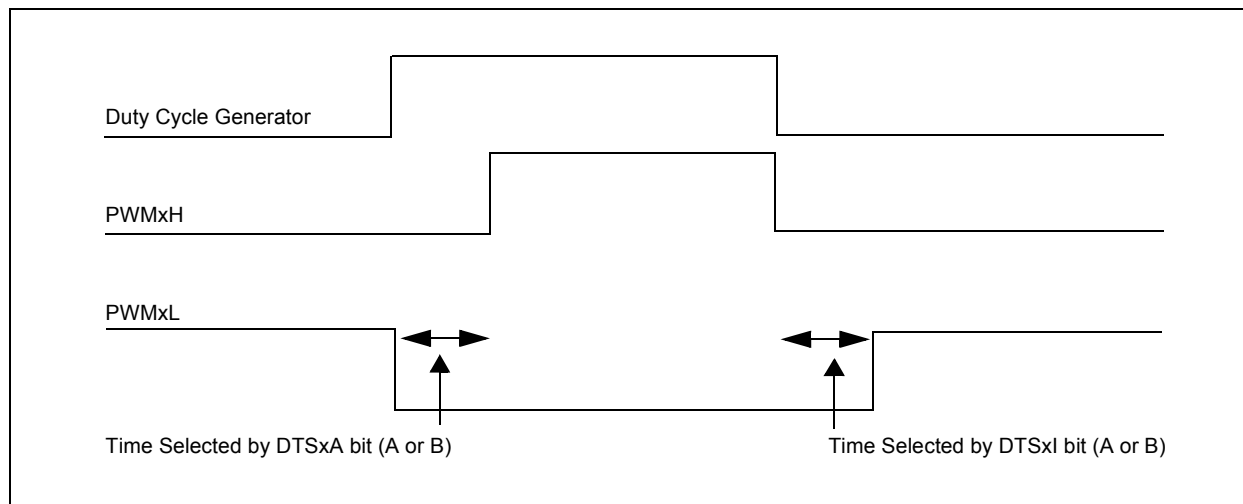 Duty Cycle Generator
PWMxH
PWMxL
Time Selected by DTSxA bit (A or B)
Time Selected by DTSxI bit (A or B)